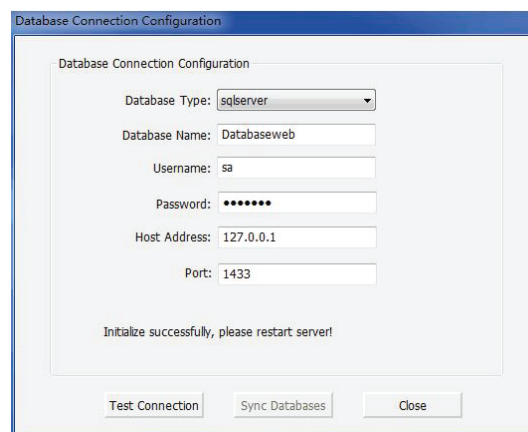 Database Connection Configuration
Database Connection Configuration
Database Type: sqlserver
Database Name: Databaseweb
Username: sa
Password: •••••••
Host Address: 127.0.0.1
Port: 1433
Initialize successfully, please restart server!
Test Connection Sync Databases Close